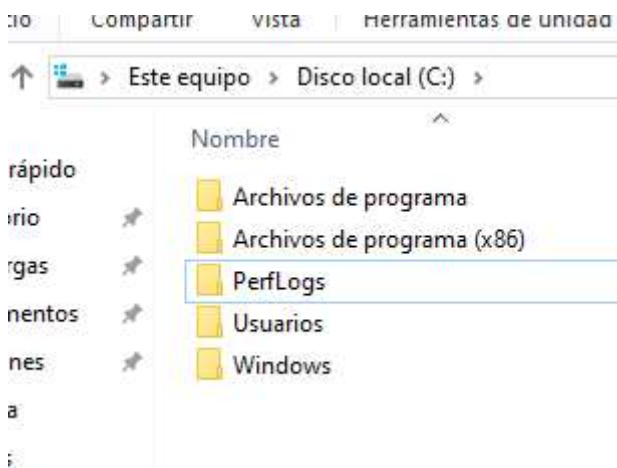 Compartir Vista Herramientas de unidad
Este equipo > Disco local (C:) >
Nombre
rápido
Archivos de programa
Archivos de programa (x86)
PerfLogs
Usuarios
Windows